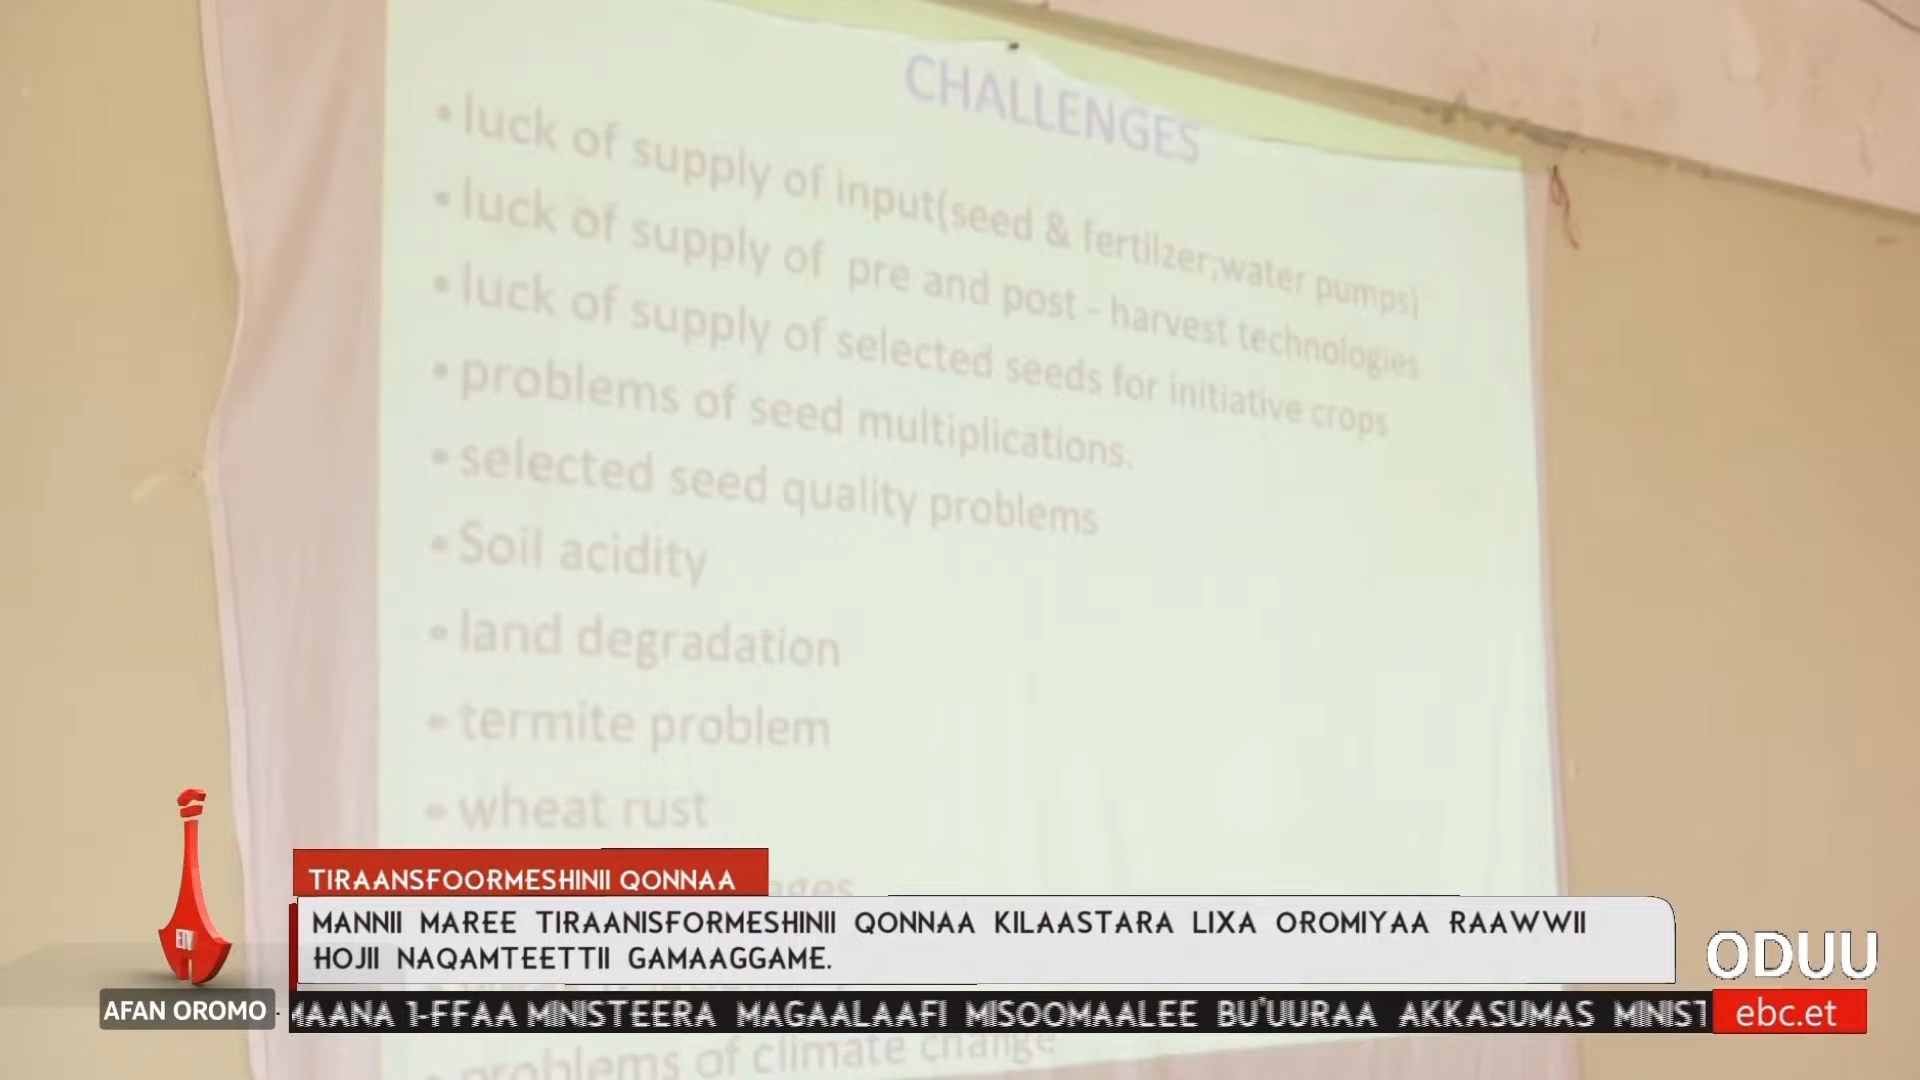 CHALLENGES
• luck of supply of input(seed & fertilzer;water pumps)
• luck of supply of pre and post - harvest technologies
• luck of supply of selected seeds for initiative crops
• problems of seed multiplications.
• selected seed quality problems
• Soil acidity
• land degradation
• termite problem
• wheat rust
TIRAANSFOORMESHINII QONNAA
MANNII MAREE TIRAANISFORMESHINII QONNAA KILAASTARA LIXA OROMIYAA RAAWWII
HOJII NAQAMTEETTII GAMAAGGAME.
ETV
ODUU
AFAN OROMO
MAANA 1-FFAA MINISTEERA MAGAALAAFI MISOOMAALEE BU'UURAA AKKASUMAS MINIST
ebc.et
• problems of climate change